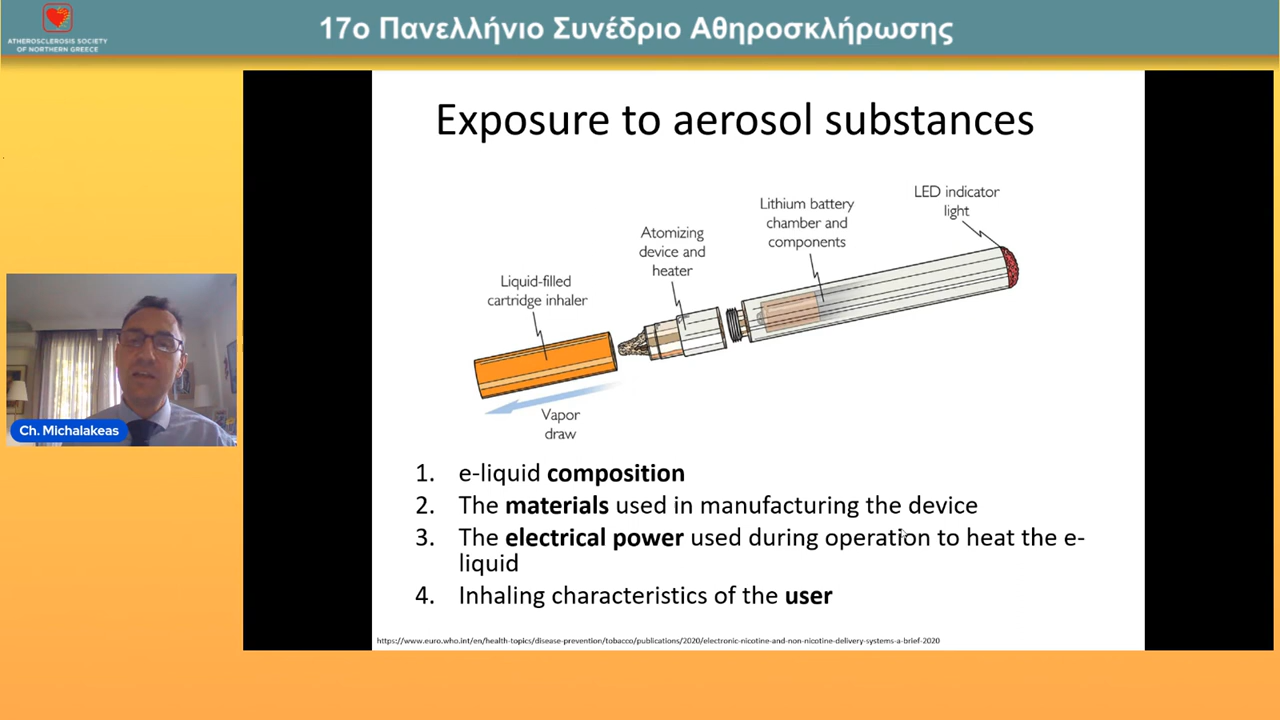 17ο Πανελλήνιο Συνέδριο Αθηροσκλήρωσης
ATHEROSCLEROSIS SOCIETY
OF NORTHERN GREECE
Exposure to aerosol substances
LED indicator
light
Lithium battery
chamber and
components
Atomizing
device and
heater
Liquid-filled
cartridge inhaler
Vapor
draw
Ch. Michalakeas
1. e-liquid composition
2. The materials used in manufacturing the device
3. The electrical power used during operation to heat the e-
liquid
4. Inhaling characteristics of the user
https://www.euro.who.int/en/health-topics/disease-prevention/tobacco/publications/2020/electronic-nicotine-and-non-nicotine-delivery-systems-a-brief-2020